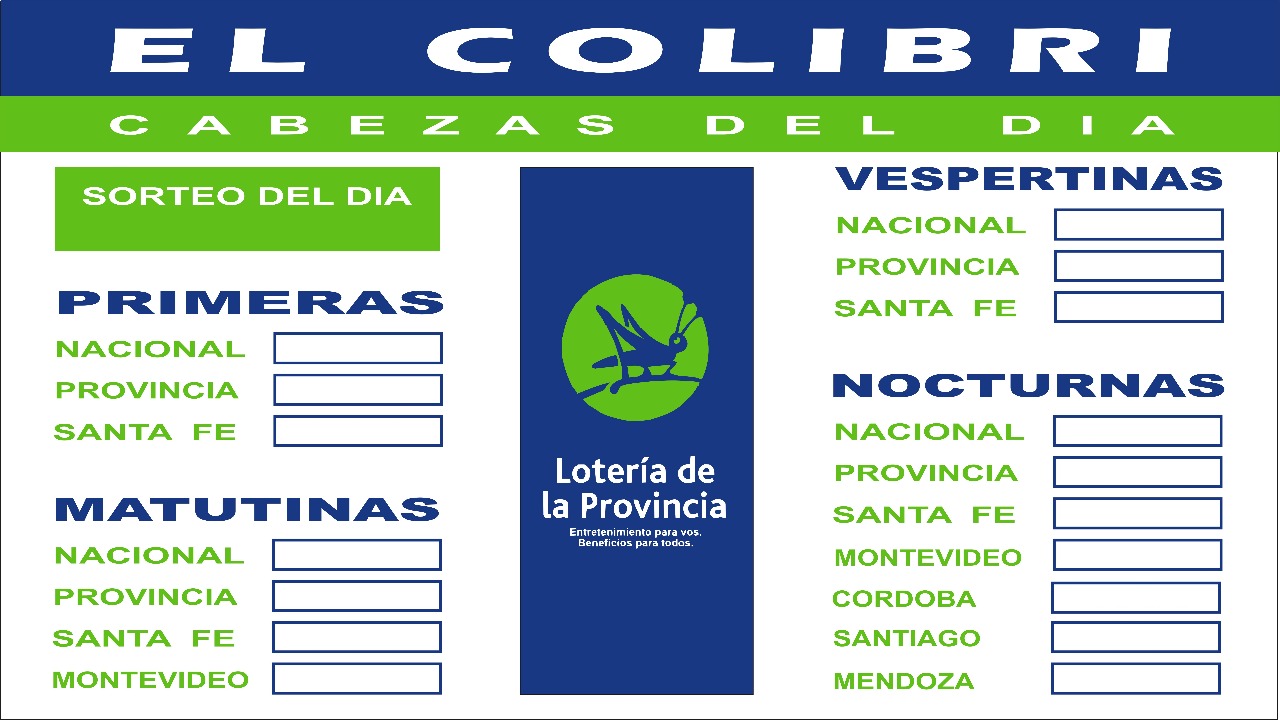 EL COLIBRI
CABEZAS DEL DIA
SORTEO DEL DIA
PRIMERAS
NACIONAL
PROVINCIA
SANTA FE
MATUTINAS
NACIONAL
PROVINCIA
SANTA FE
MONTEVIDEO
Lotería de
la Provincia
Entretenimiento para vos.
Beneficios para todos.
VESPERTINAS
NACIONAL
PROVINCIA
SANTA FE
NOCTURNAS
NACIONAL
PROVINCIA
SANTA FE
MONTEVIDEO
CORDOBA
SANTIAGO
MENDOZA